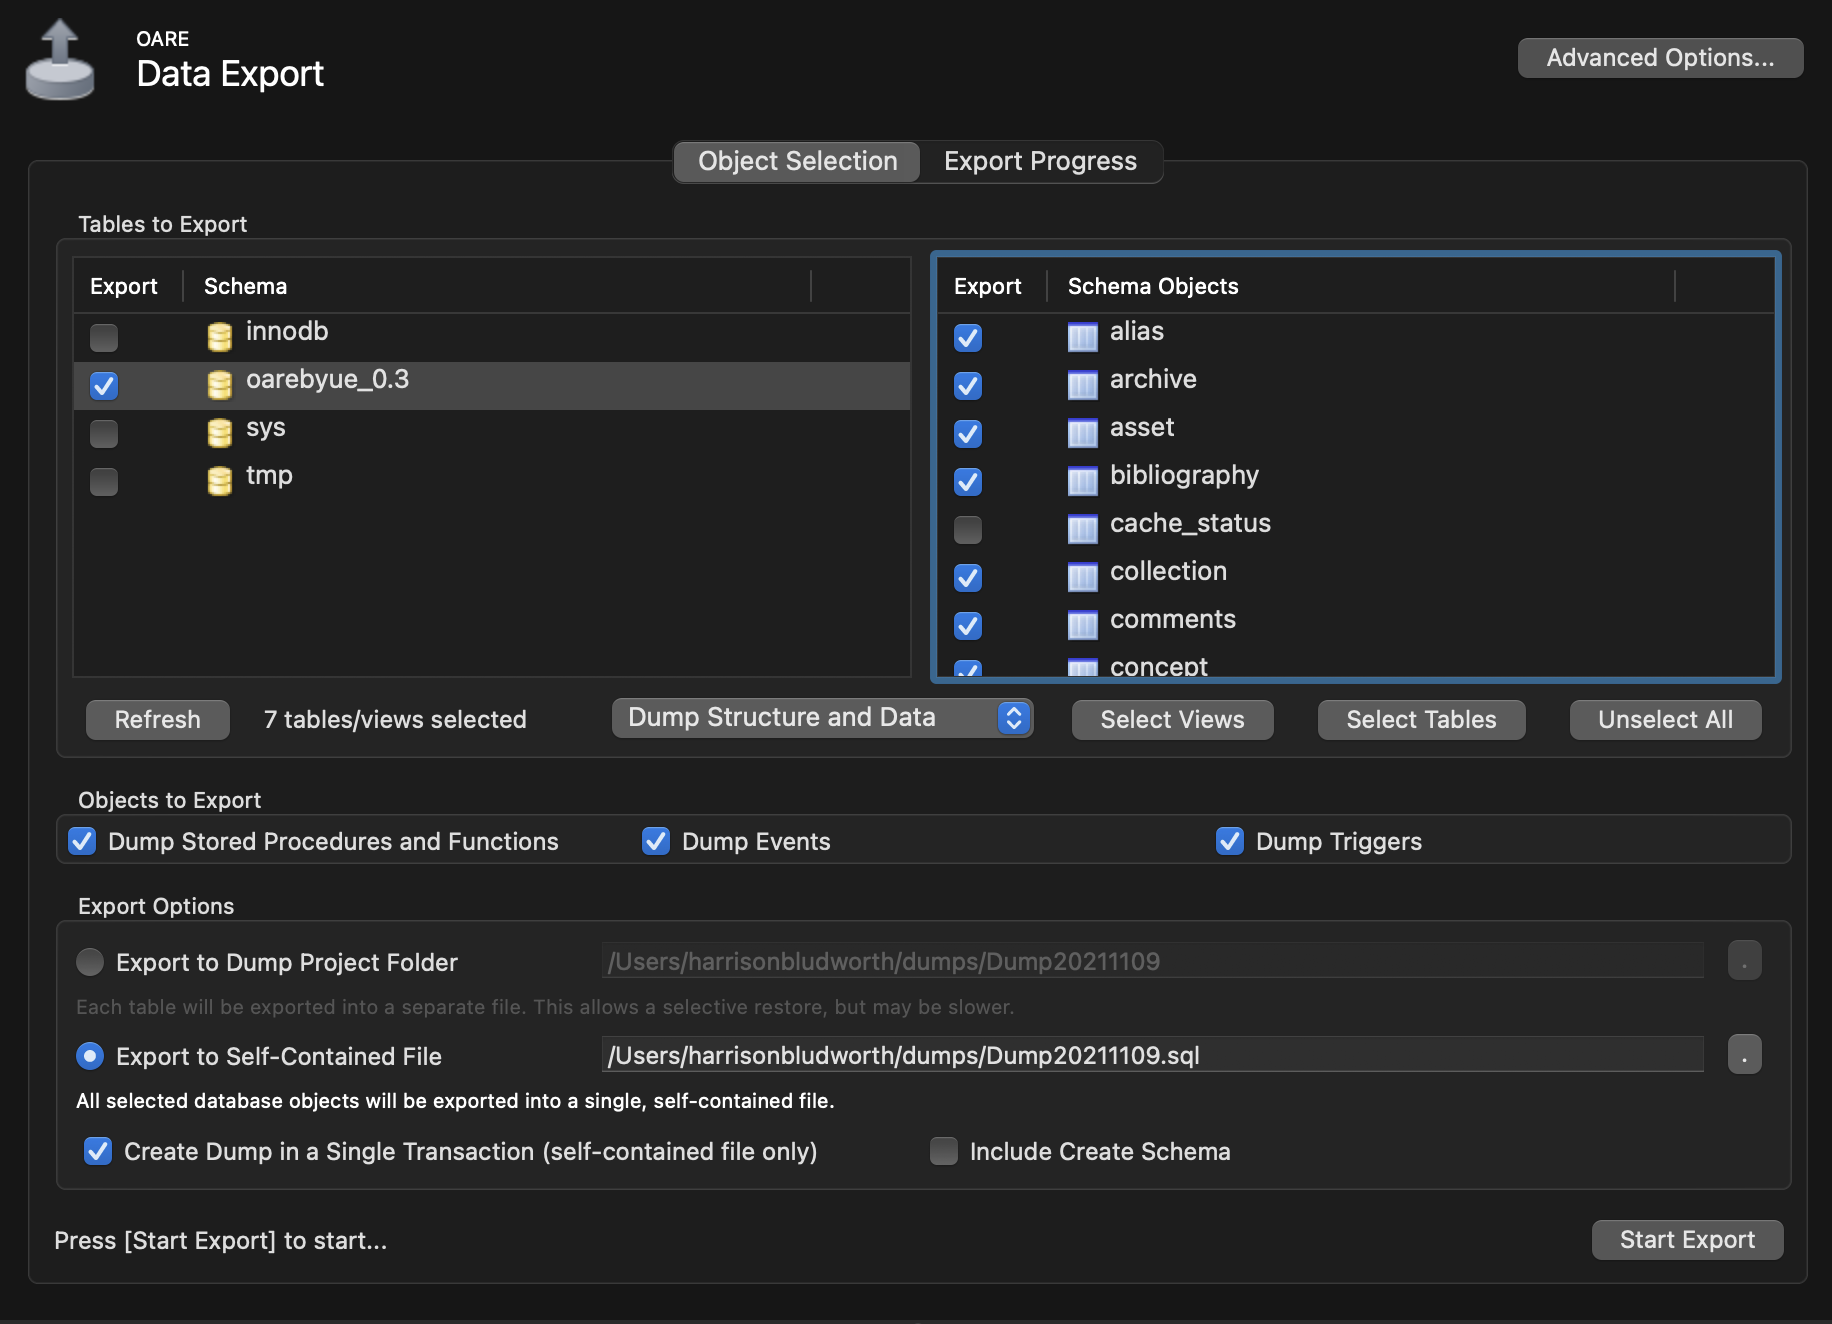 OARE
Data Export
Advanced Options...
Object Selection
Export Progress
Tables to Export
Export
Schema
innodb
oarebyue_0.3
sys
tmp
Export
Schema Objects
alias
archive
asset
bibliography
cache_status
collection
comments
concept
Refresh
7 tables/views selected
Dump Structure and Data
Select Views
Select Tables
Unselect All
Objects to Export
Dump Stored Procedures and Functions
Dump Events
Dump Triggers
Export Options
Export to Dump Project Folder
/Users/harrisonbludworth/dumps/Dump20211109
.
Each table will be exported into a separate file. This allows a selective restore, but may be slower.
Export to Self-Contained File
/Users/harrisonbludworth/dumps/Dump20211109.sql
.
All selected database objects will be exported into a single, self-contained file.
Create Dump in a Single Transaction (self-contained file only)
Include Create Schema
Press [Start Export] to start...
Start Export